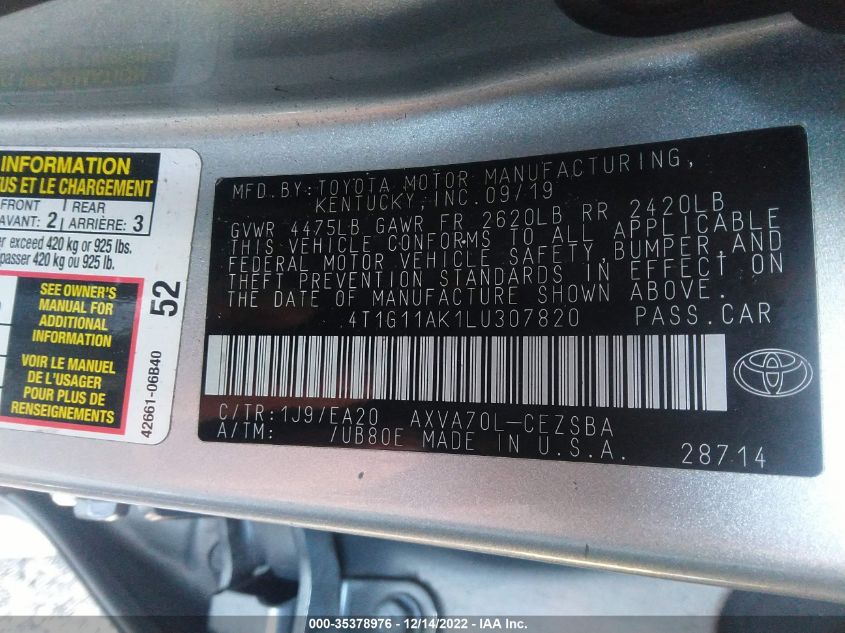 INFORMATION
US ET LE CHARGEMENT
FRONT
AVANT: 2
REAR
ARRIÈRE: 3
er exceed 420 kg or 925 lbs.
passer 420 kg ou 925 lb.
SEE OWNER'S
MANUAL FOR
ADDITIONAL
INFORMATION
VOIR LE MANUEL
DE L'USAGER
POUR PLUS DE
RENSEIGNEMENTS
52
42661-06B40
MFD.BY:TOYOTA MOTOR MANUFACTURING,
KENTUCKY,INC.09/19
GVWR 4475LB GAWR FR 2620LB RR 2420LB
THIS VEHICLE CONFORMS TO ALL APPLICABLE
FEDERAL MOTOR VEHICLE SAFETY,BUMPER,AND
THEFT PREVENTION STANDARDS IN EFFECT ON
THE DATE OF MANUFACTURE SHOWN ABOVE.
4T1G11AK1LU307820 PASS.CAR
C/TR:1J9/EA20 AXVA70L-CEZSBA
A/TM: /UB80E MADE IN U.S.A. 28714
000-35378976 - 12/14/2022 - IAA Inc.